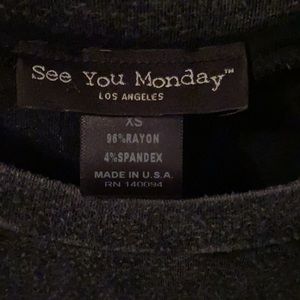 See You Monday™
LOS ANGELES
XS
96%RAYON
4%SPANDEX
MADE IN U.S.A.
RN 140094